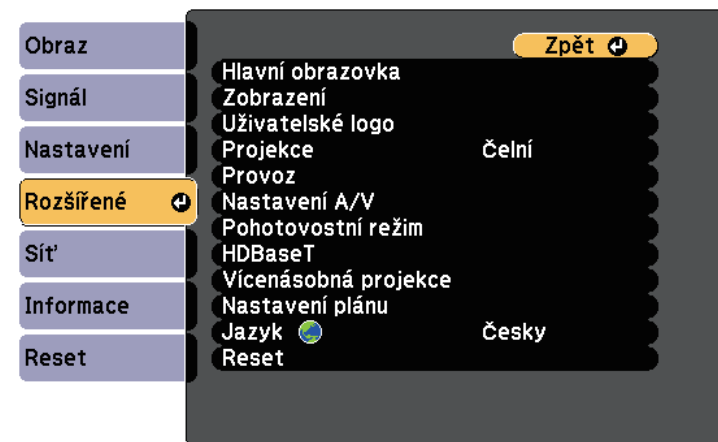 Obraz
Signál
Nastavení
Rozšířené
Síť
Informace
Reset
Zpět
Hlavní obrazovka
Zobrazení
Uživatelské logo
Projekce Čelní
Provoz
Nastavení A/V
Pohotovostní režim
HDBaseT
Vícenásobná projekce
Nastavení plánu
Jazyk Česky
Reset